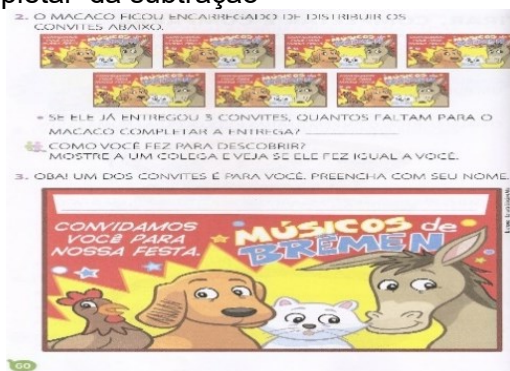 pletar da subtração
2. O MACACO FICOU ENCARREGADO DE DISTRIBUIR OS
CONVITES ABAIXO.
• SE ELE JÁ ENTREGOU 3 CONVITES, QUANTOS FALTAM PARA O
MACACO COMPLETAR A ENTREGA?
COMO VOCÊ FEZ PARA DESCOBRIR?
MOSTRE A UM COLEGA E VEJA SE ELE FEZ IGUAL A VOCÊ.
3. OBA! UM DOS CONVITES É PARA VOCÊ. PREENCHA COM SEU NOME.
CONVIDAMOS
VOCÊ PARA
NOSSA FESTA.
MÚSICOS de
BREMEN
60